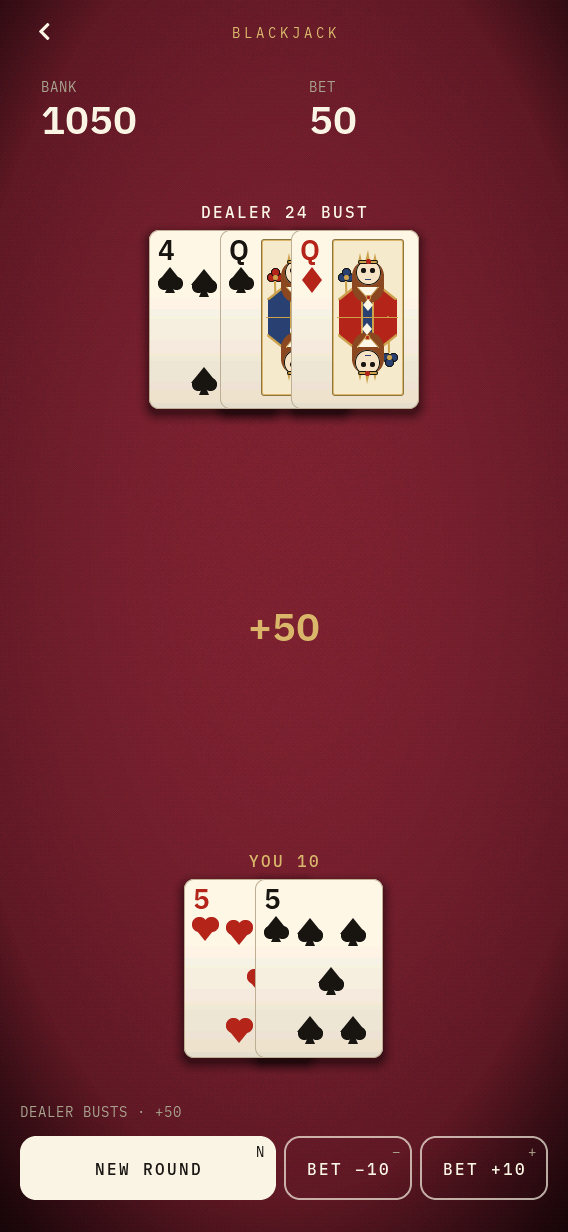 BLACKJACK
BANK
1050
BET
50
DEALER 24 BUST
4
Q
Q
+50
YOU 10
5
5
DEALER BUSTS · +50
NEW ROUND N
BET −10 −
BET +10 +